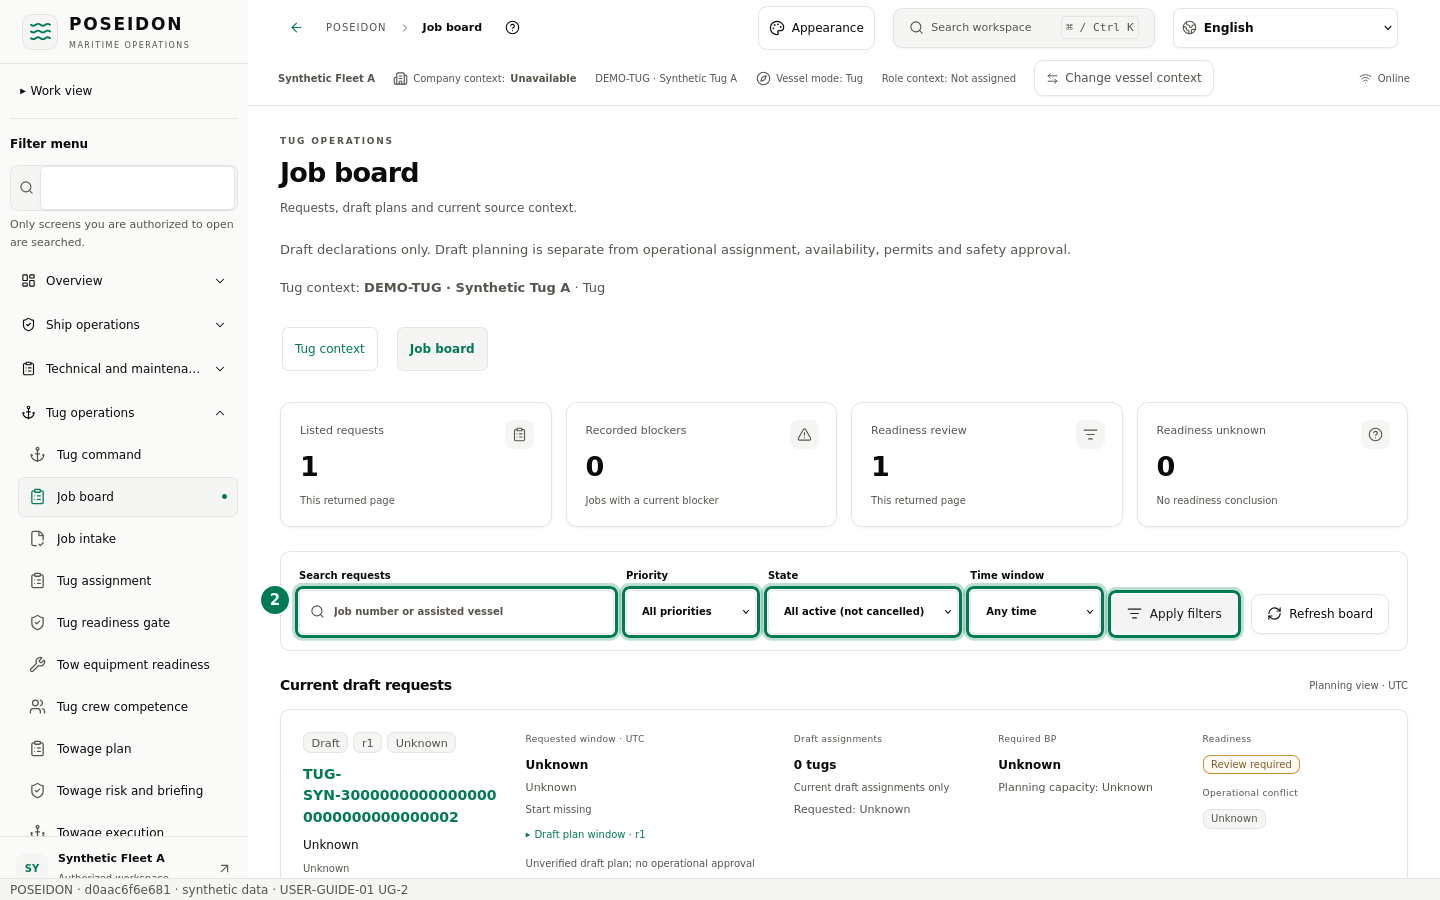 POSEIDON
MARITIME OPERATIONS
POSEIDON
Job board
Appearance
Search workspace
⌘ / Ctrl K
English
Synthetic Fleet A
Company context: Unavailable
DEMO-TUG · Synthetic Tug A
Vessel mode: Tug
Role context: Not assigned
Change vessel context
Online
Work view
Filter menu
Only screens you are authorized to open
are searched.
Overview
Ship operations
Technical and maintena...
Tug operations
Tug command
Job board
Job intake
Tug assignment
Tug readiness gate
Tow equipment readiness
Tug crew competence
Towage plan
Towage risk and briefing
Towage execution
SY
Synthetic Fleet A
Authorized workspace
TUG OPERATIONS
Job board
Requests, draft plans and current source context.
Draft declarations only. Draft planning is separate from operational assignment, availability, permits and safety approval.
Tug context: DEMO-TUG · Synthetic Tug A · Tug
Tug context
Job board
Listed requests
1
This returned page
Recorded blockers
0
Jobs with a current blocker
Readiness review
1
This returned page
Readiness unknown
0
No readiness conclusion
2
Search requests
Job number or assisted vessel
Priority
All priorities
State
All active (not cancelled)
Time window
Any time
Apply filters
Refresh board
Current draft requests
Planning view · UTC
Draft
r1
Unknown
TUG-
SYN-3000000000000000
0000000000000002
Unknown
Unknown
Requested window · UTC
Unknown
Unknown
Start missing
Draft plan window · r1
Unverified draft plan; no operational approval
Draft assignments
0 tugs
Current draft assignments only
Requested: Unknown
Required BP
Unknown
Planning capacity: Unknown
Readiness
Review required
Operational conflict
Unknown
POSEIDON · d0aac6f6e681 · synthetic data · USER-GUIDE-01 UG-2